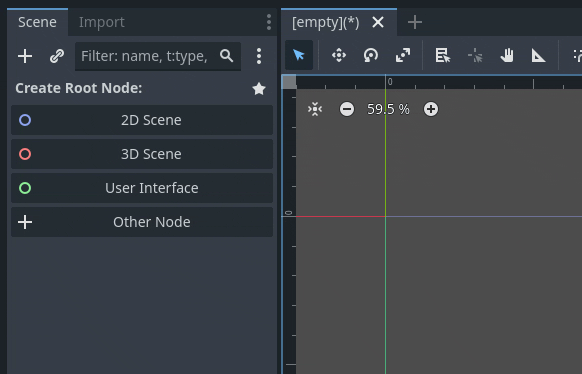 Scene
Import
[empty](*)
Filter: name, t:type,
Create Root Node:
0
59.5 %
2D Scene
3D Scene
User Interface
0
Other Node